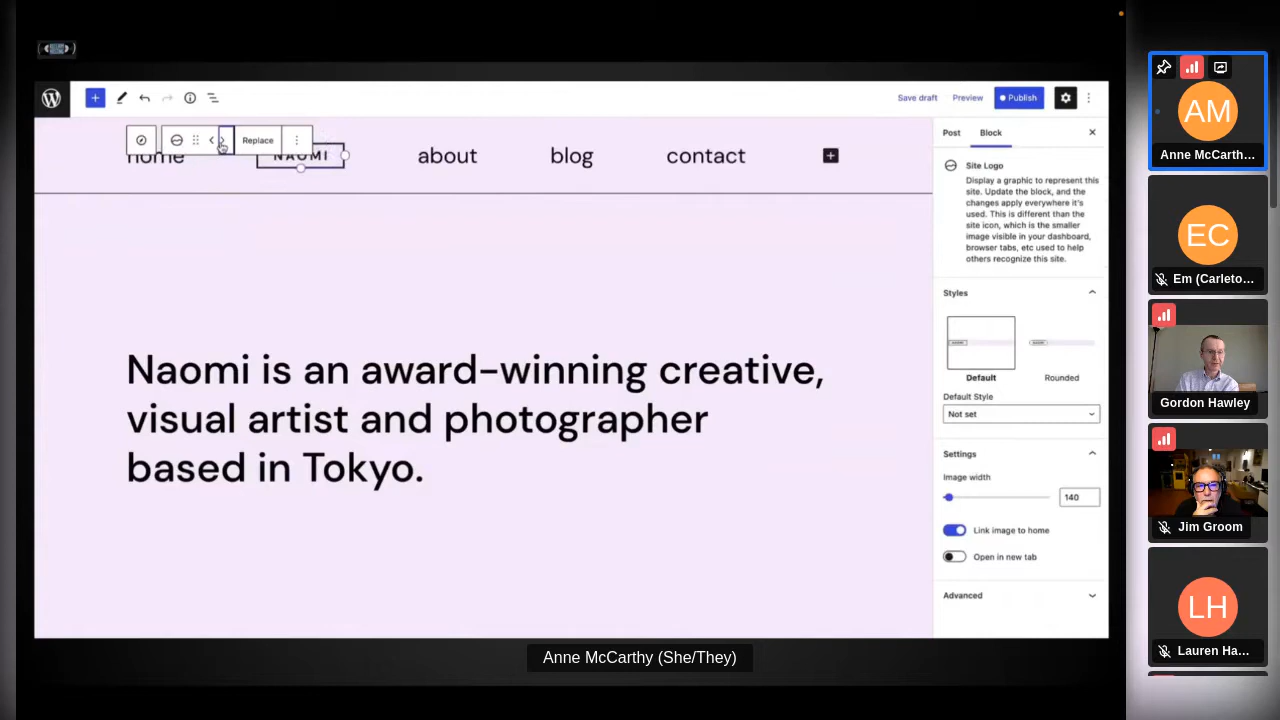 Save draft
Preview
Publish
Replace
home
NAOMI
about
blog
contact
Naomi is an award-winning creative,
visual artist and photographer
based in Tokyo.
Post
Block
Site Logo
Display a graphic to represent this
site. Update the block, and the
changes apply everywhere it's
used. This is different than the
site icon, which is the smaller
image visible in your dashboard,
browser tabs, etc used to help
others recognize this site.
Styles
Default
Rounded
Default Style
Not set
Settings
Image width
140
Link image to home
Open in new tab
Advanced
Anne McCarthy (She/They)
AM
Anne McCarth...
EC
Em (Carleto...
Gordon Hawley
Jim Groom
LH
Lauren Ha...